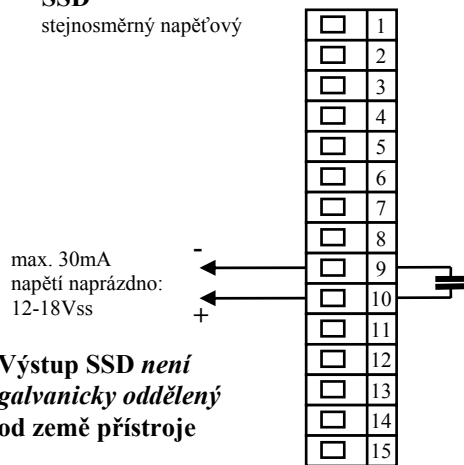 SSD
stejnosměrný napěťový
1
2
3
4
5
6
7
8
max. 30mA
napětí naprázdno:
12-18Vss
-
+
9
10
11
Výstup SSD není
galvanicky oddělený
od země přístroje
12
13
14
15